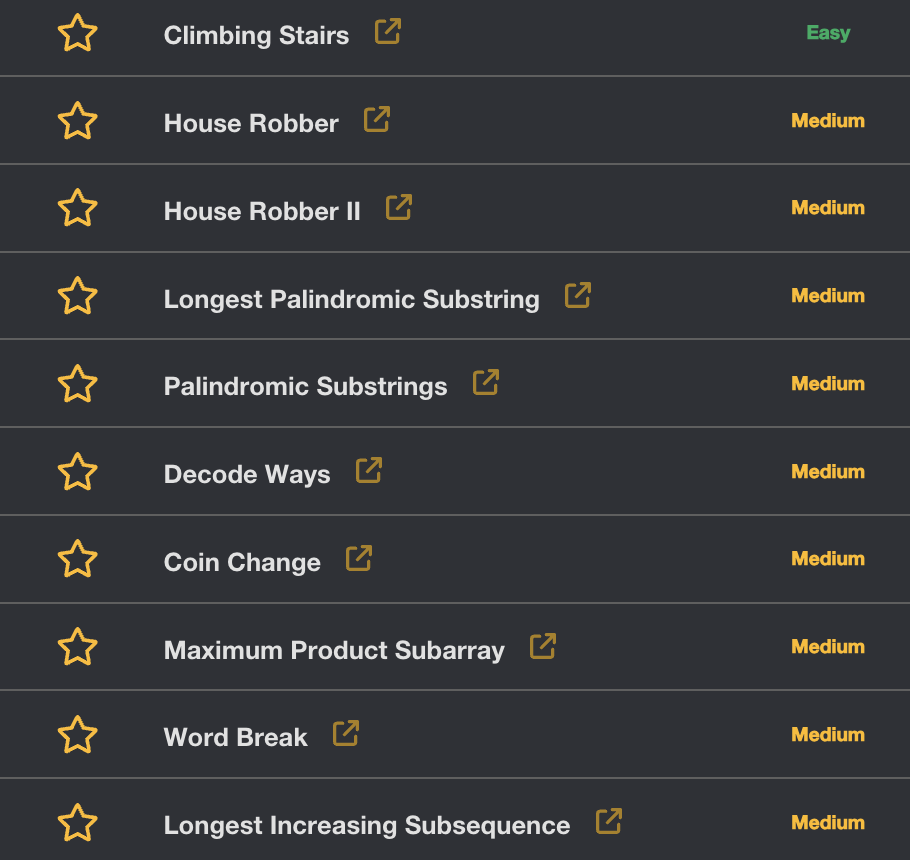 Climbing Stairs Easy
House Robber Medium
House Robber II Medium
Longest Palindromic Substring Medium
Palindromic Substrings Medium
Decode Ways Medium
Coin Change Medium
Maximum Product Subarray Medium
Word Break Medium
Longest Increasing Subsequence Medium